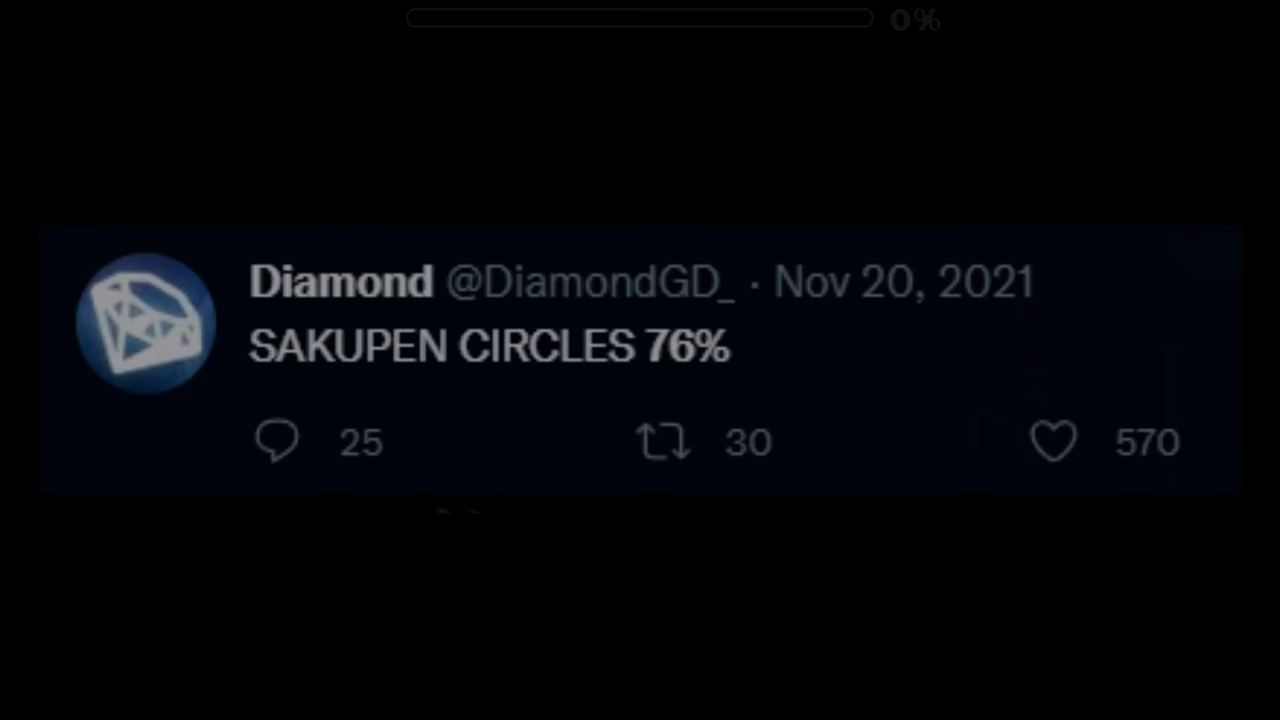 0%
Diamond @DiamondGD_ · Nov 20, 2021
SAKUPEN CIRCLES 76%
25 30 570